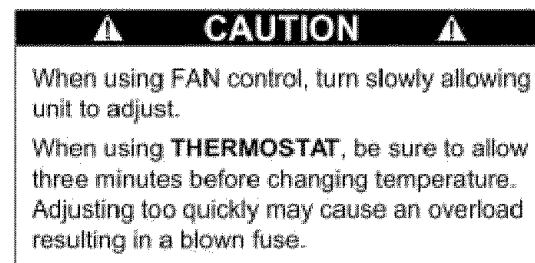 CAUTION
When using FAN control, turn slowly allowing
unit to adjust.
When using THERMOSTAT, be sure to allow
three minutes before changing temperature.
Adjusting too quickly may cause an overload
resulting in a blown fuse.